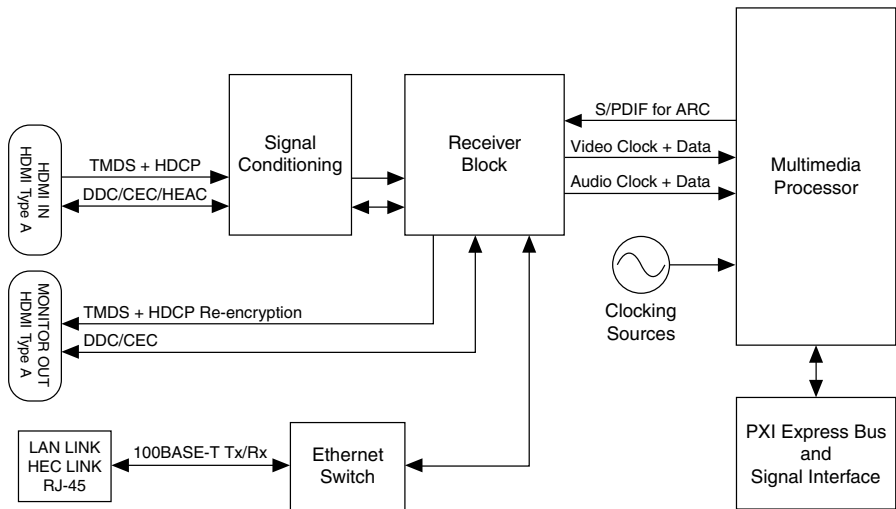 HDMI IN
HDMI Type A
TMDS + HDCP
DDC/CEC/HEAC
Signal
Conditioning
Receiver
Block
S/PDIF for ARC
Video Clock + Data
Audio Clock + Data
Multimedia
Processor
Clocking
Sources
MONITOR OUT
HDMI Type A
TMDS + HDCP Re-encryption
DDC/CEC
LAN LINK
HEC LINK
RJ-45
100BASE-T Tx/Rx
Ethernet
Switch
PXI Express Bus
and
Signal Interface